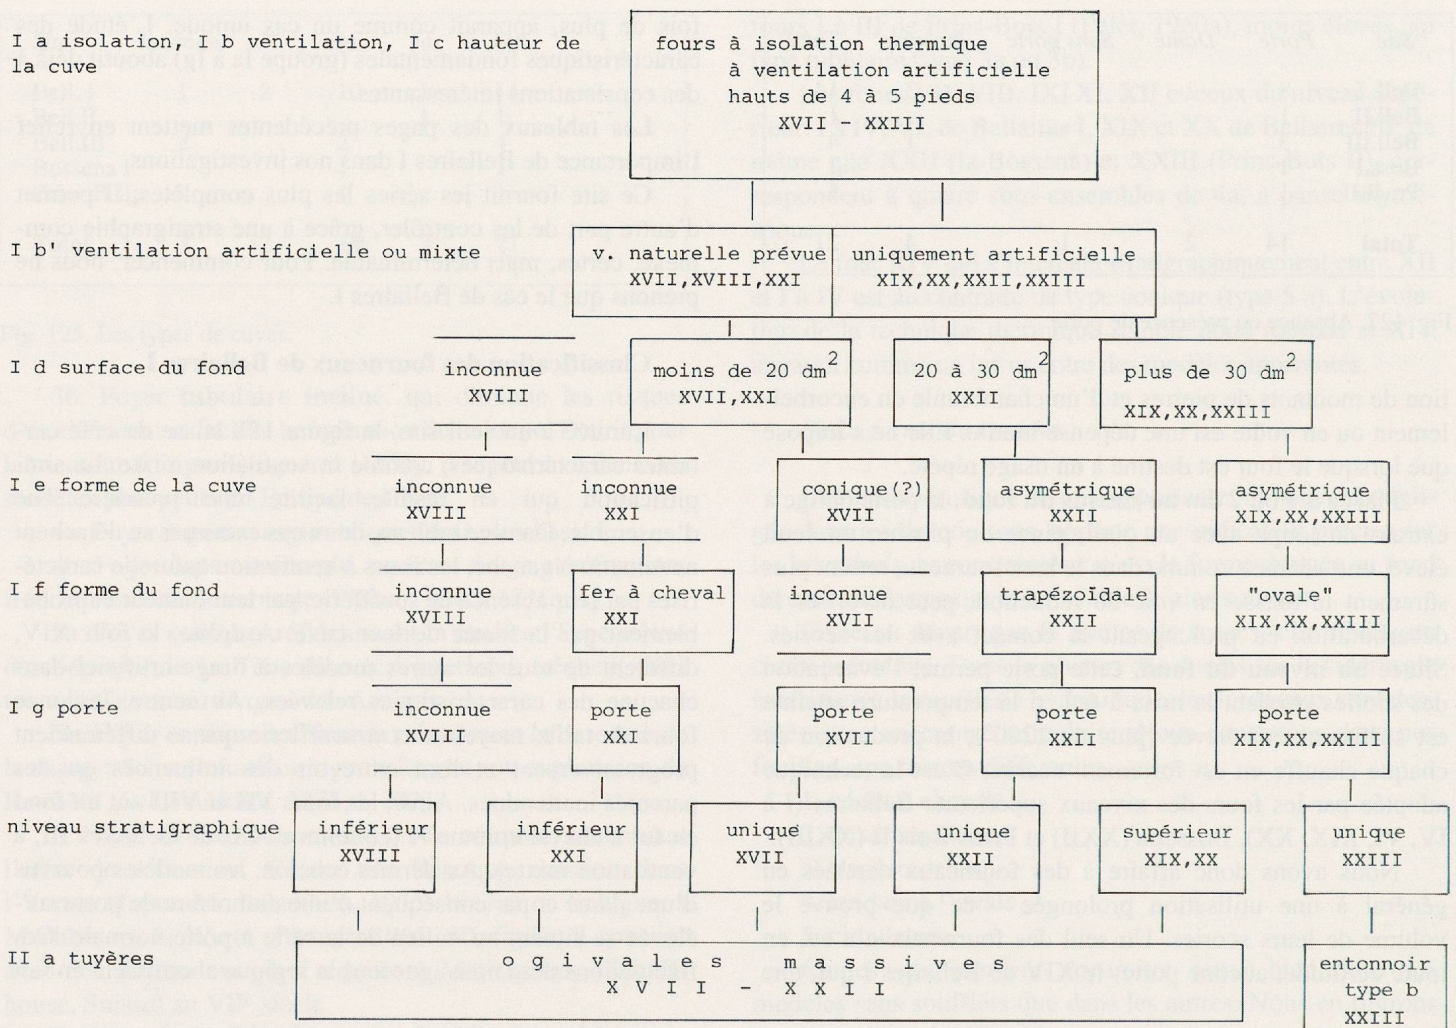 I a isolation, I b ventilation, I c hauteur de
la cuve
fours à isolation thermique
à ventilation artificielle
hauts de 4 à 5 pieds
XVII - XXIII
I b' ventilation artificielle ou mixte
v. naturelle prévue
XVII,XVIII,XXI
uniquement artificielle
XIX,XX,XXII,XXIII
I d surface du fond
inconnue
XVIII
moins de 20 dm2
XVII,XXI
20 à 30 dm2
XXII
plus de 30 dm2
XIX,XX,XXIII
I e forme de la cuve
inconnue
XVIII
inconnue
XXI
conique(?)
XVII
asymétrique
XXII
asymétrique
XIX,XX,XXIII
I f forme du fond
inconnue
XVIII
fer à cheval
XXI
inconnue
XVII
trapézoïdale
XXII
"ovale"
XIX,XX,XXIII
I g porte
inconnue
XVIII
porte
XXI
porte
XVII
porte
XXII
porte
XIX,XX,XXIII
niveau stratigraphique
inférieur
XVIII
inférieur
XXI
unique
XVII
unique
XXII
supérieur
XIX,XX
unique
XXIII
II a tuyères
ogivales massives
XVII - XXII
entonnoir
type b
XXIII